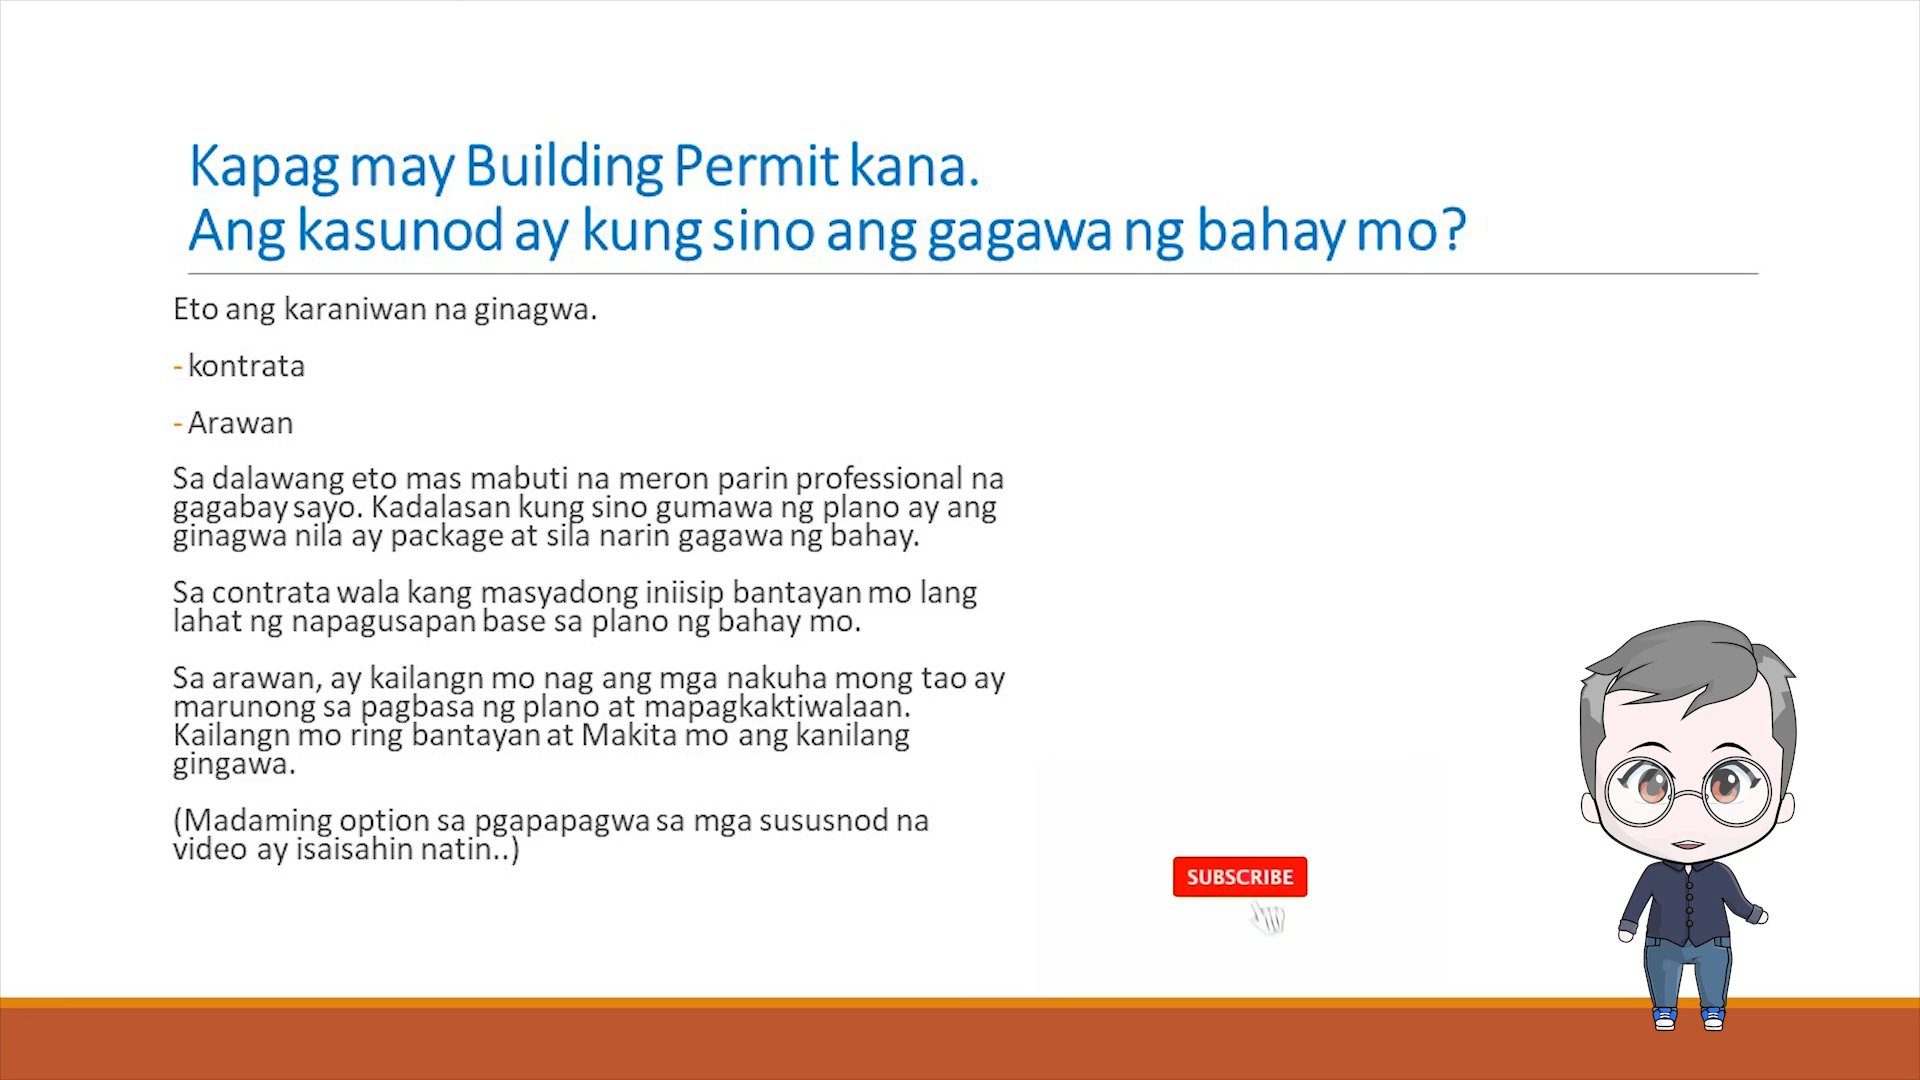 Kapag may Building Permit kana.
Ang kasunod ay kung sino ang gagawa ng bahay mo?
Eto ang karaniwan na ginagwa.
- kontrata
- Arawan
Sa dalawang eto mas mabuti na meron parin professional na
gagabay sayo. Kadalasan kung sino gumawa ng plano ay ang
ginagwa nila ay package at sila narin gagawa ng bahay.
Sa contrata wala kang masyadong iniisip bantayan mo lang
lahat ng napagusapan base sa plano ng bahay mo.
Sa arawan, ay kailangn mo nag ang mga nakuha mong tao ay
marunong sa pagbasa ng plano at mapagkaktiwalaan.
Kailangn mo ring bantayan at Makita mo ang kanilang
gingawa.
(Madaming option sa pgapapagwa sa mga sususnod na
video ay isaisahin natin..)
SUBSCRIBE